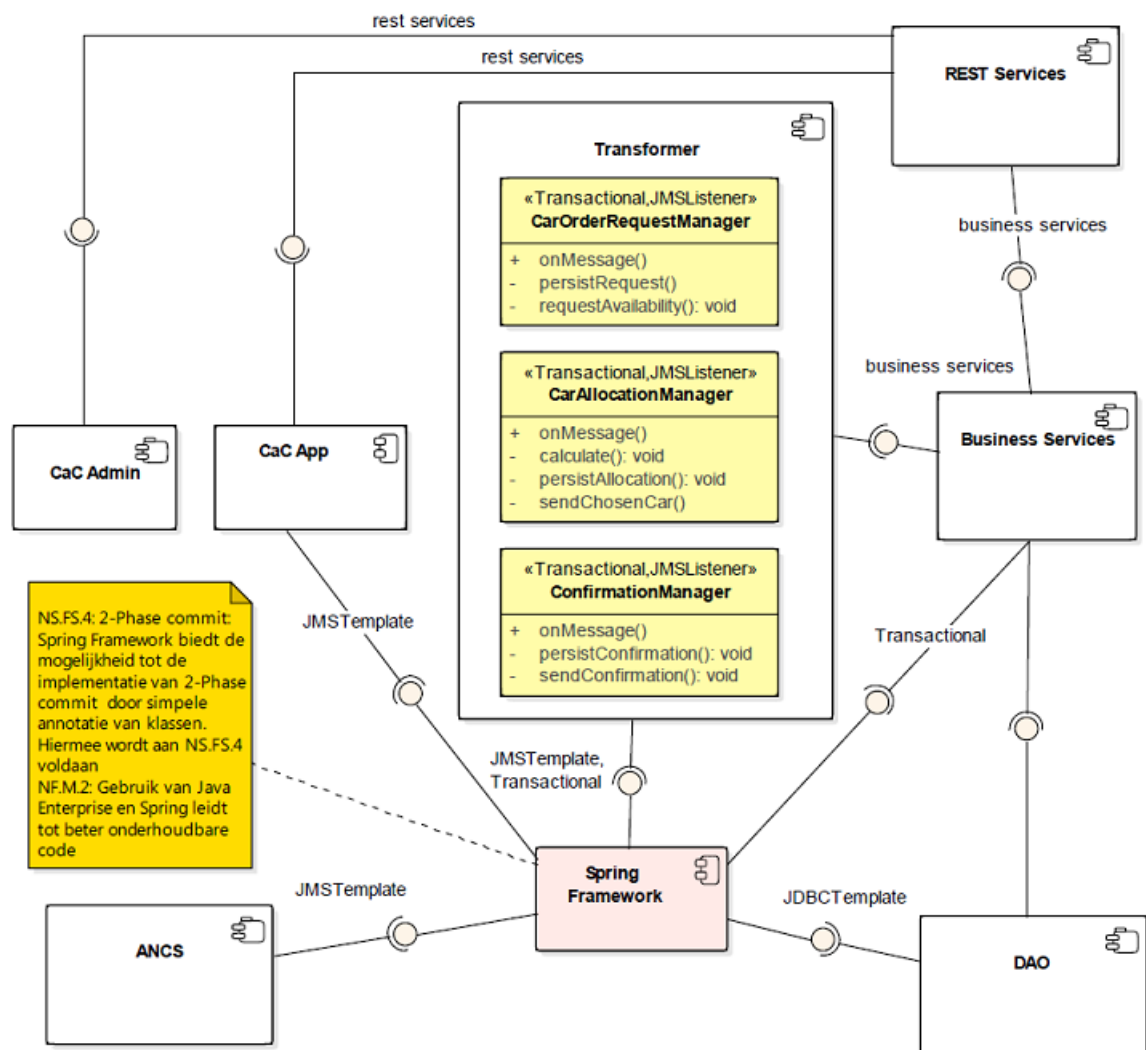 rest services
rest services
REST Services
Transformer
«Transactional,JMSListener»
CarOrderRequestManager
+ onMessage()
- persistRequest()
- requestAvailability(): void
business services
«Transactional,JMSListener»
CarAllocationManager
+ onMessage()
- calculate(): void
- persistAllocation(): void
- sendChosenCar()
business services
CaC Admin
CaC App
Business Services
«Transactional,JMSListener»
ConfirmationManager
+ onMessage()
- persistConfirmation(): void
- sendConfirmation(): void
NS.FS.4: 2-Phase commit:
Spring Framework biedt de
mogelijkheid tot de
implementatie van 2-Phase
commit door simpele
annotatie van klassen.
Hiermee wordt aan NS.FS.4
voldaan
NF.M.2: Gebruik van Java
Enterprise en Spring leidt
tot beter onderhoudbare
code
JMSTemplate
Transactional
JMSTemplate,
Transactional
Spring
Framework
JMSTemplate
JDBCTemplate
ANCS
DAO